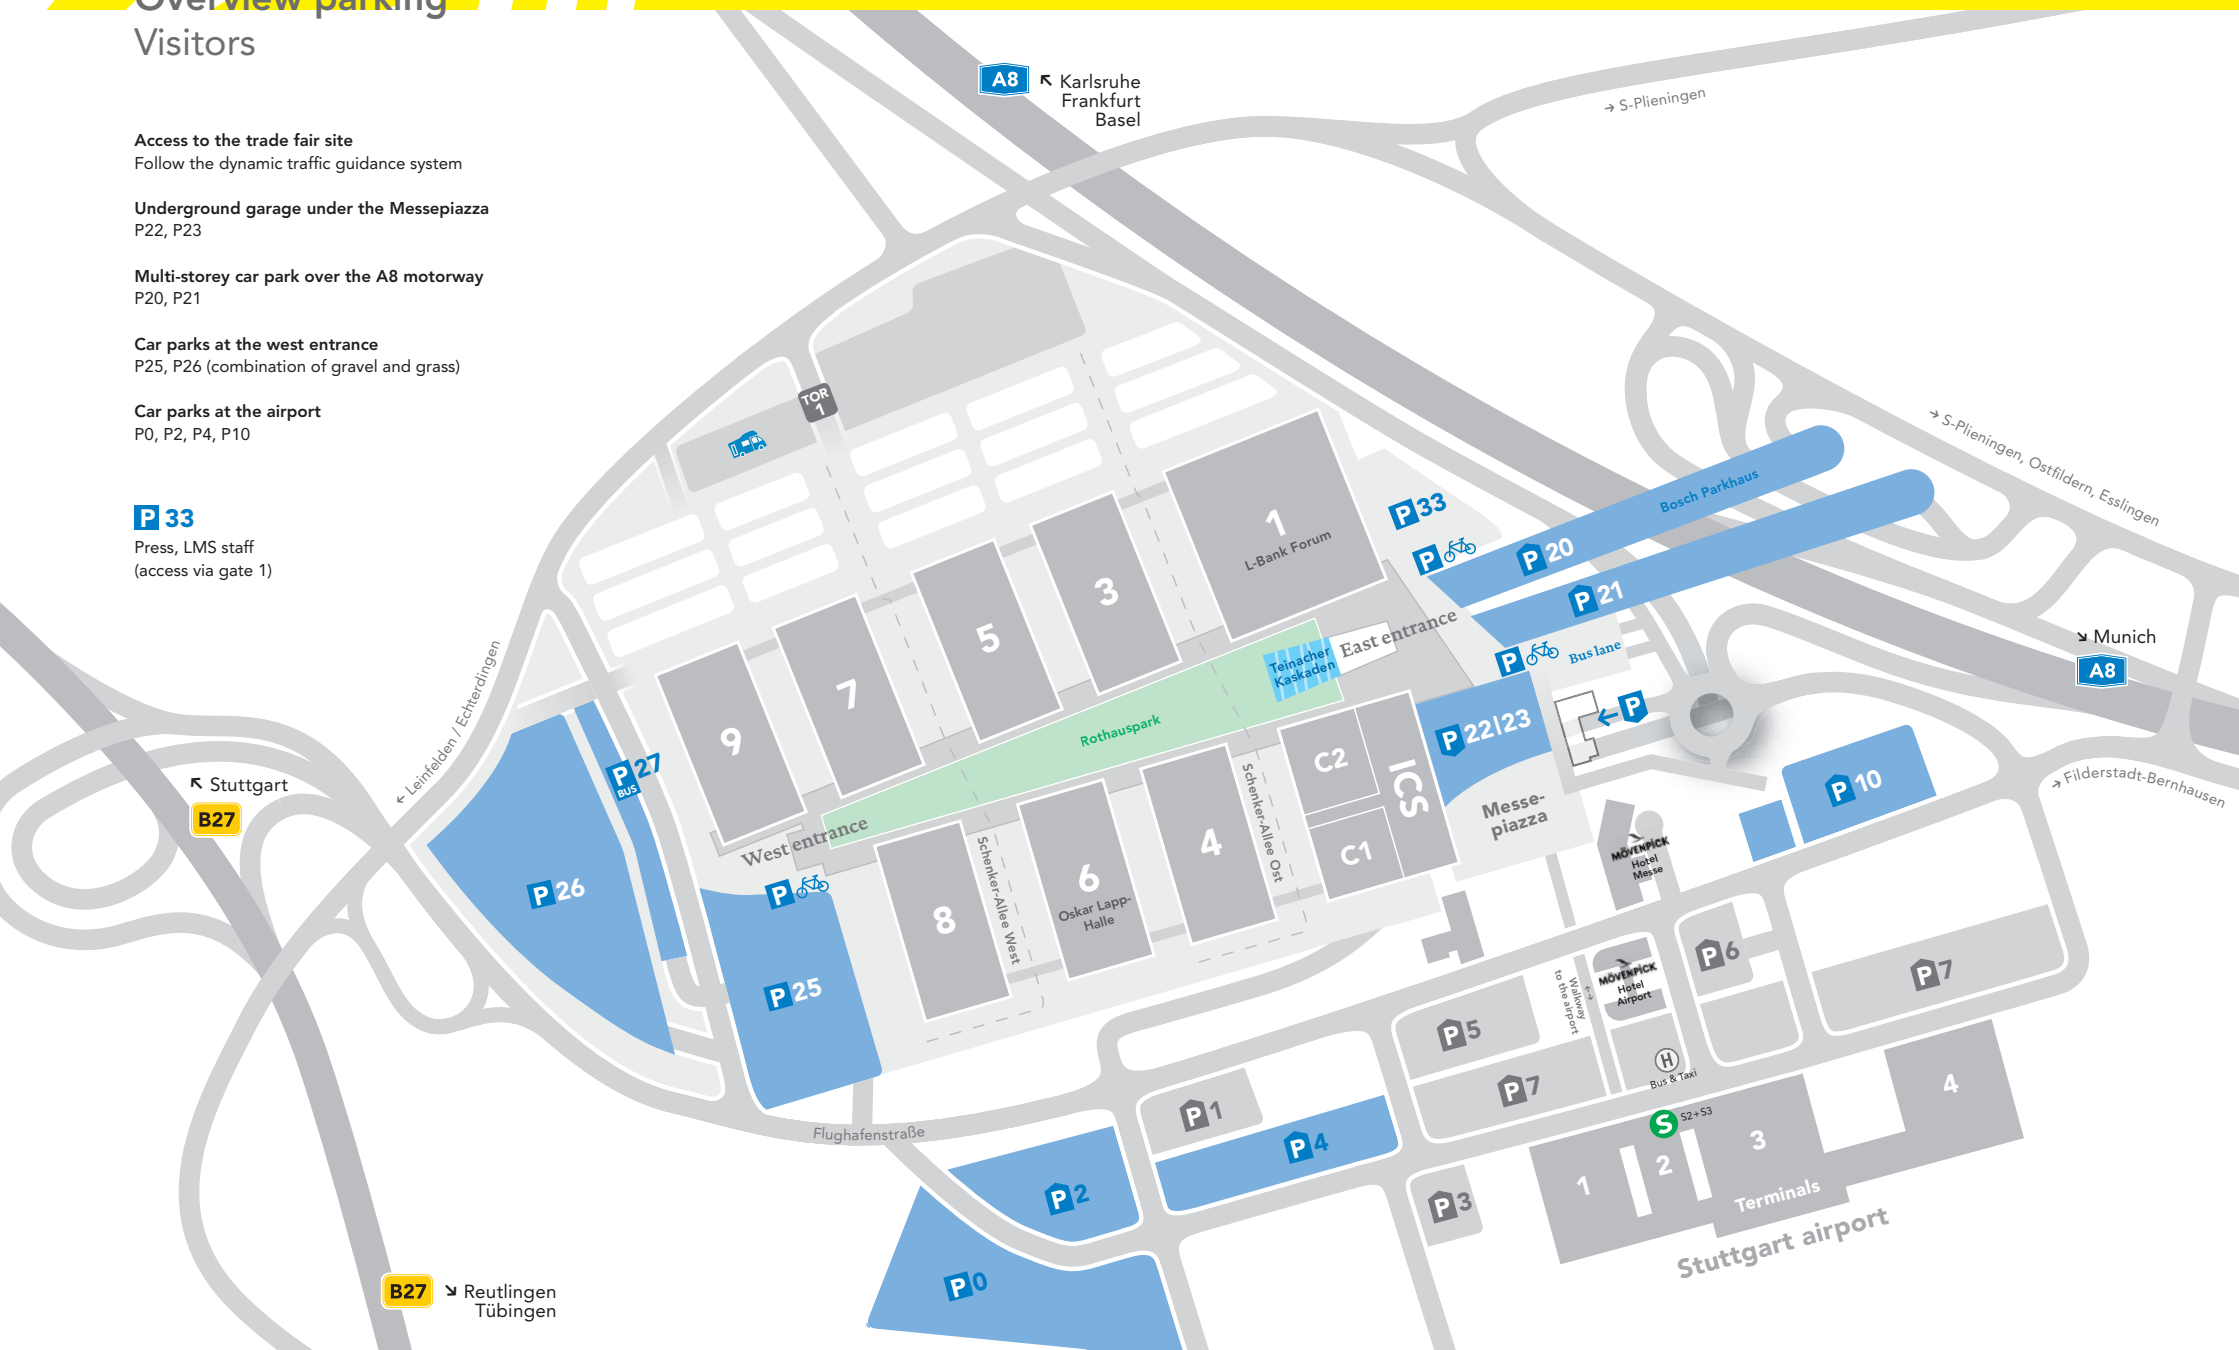 Overview parking
Visitors
Access to the trade fair site
Follow the dynamic traffic guidance system
Underground garage under the Messepiazza
P22, P23
Multi-storey car park over the A8 motorway
P20, P21
Car parks at the west entrance
P25, P26 (combination of gravel and grass)
Car parks at the airport
P0, P2, P4, P10
P 33
Press, LMS staff
(access via gate 1)
A8
↖ Karlsruhe
Frankfurt
Basel
→ S-Plieningen
→ S-Plieningen, Ostfildern, Esslingen
↘ Munich
A8
→ Filderstadt-Bernhausen
← Leinfelden / Echterdingen
↖ Stuttgart
B27
B27
↘ Reutlingen
Tübingen
TOR
1
1
L-Bank Forum
3
5
7
9
P 33
P
P 20
Bosch Parkhaus
P 21
P
Bus lane
East entrance
Teinacher
Kaskaden
Rothauspark
West entrance
P 27
BUS
P 26
P
P 25
8
Schenker-Allee West
6
Oskar Lapp-
Halle
4
Schenker-Allee Ost
C2
C1
ICS
P 22|23
Messe-
piazza
← P
P 10
MÖVENPICK
Hotel
Messe
MÖVENPICK
Hotel
Airport
Walkway
to the airport
↔
P 6
P 7
P 5
P 7
H
Bus & Taxi
S S2+S3
P 1
P 4
P 3
P 2
P 0
Flughafenstraße
1
2
3
4
Terminals
Stuttgart airport